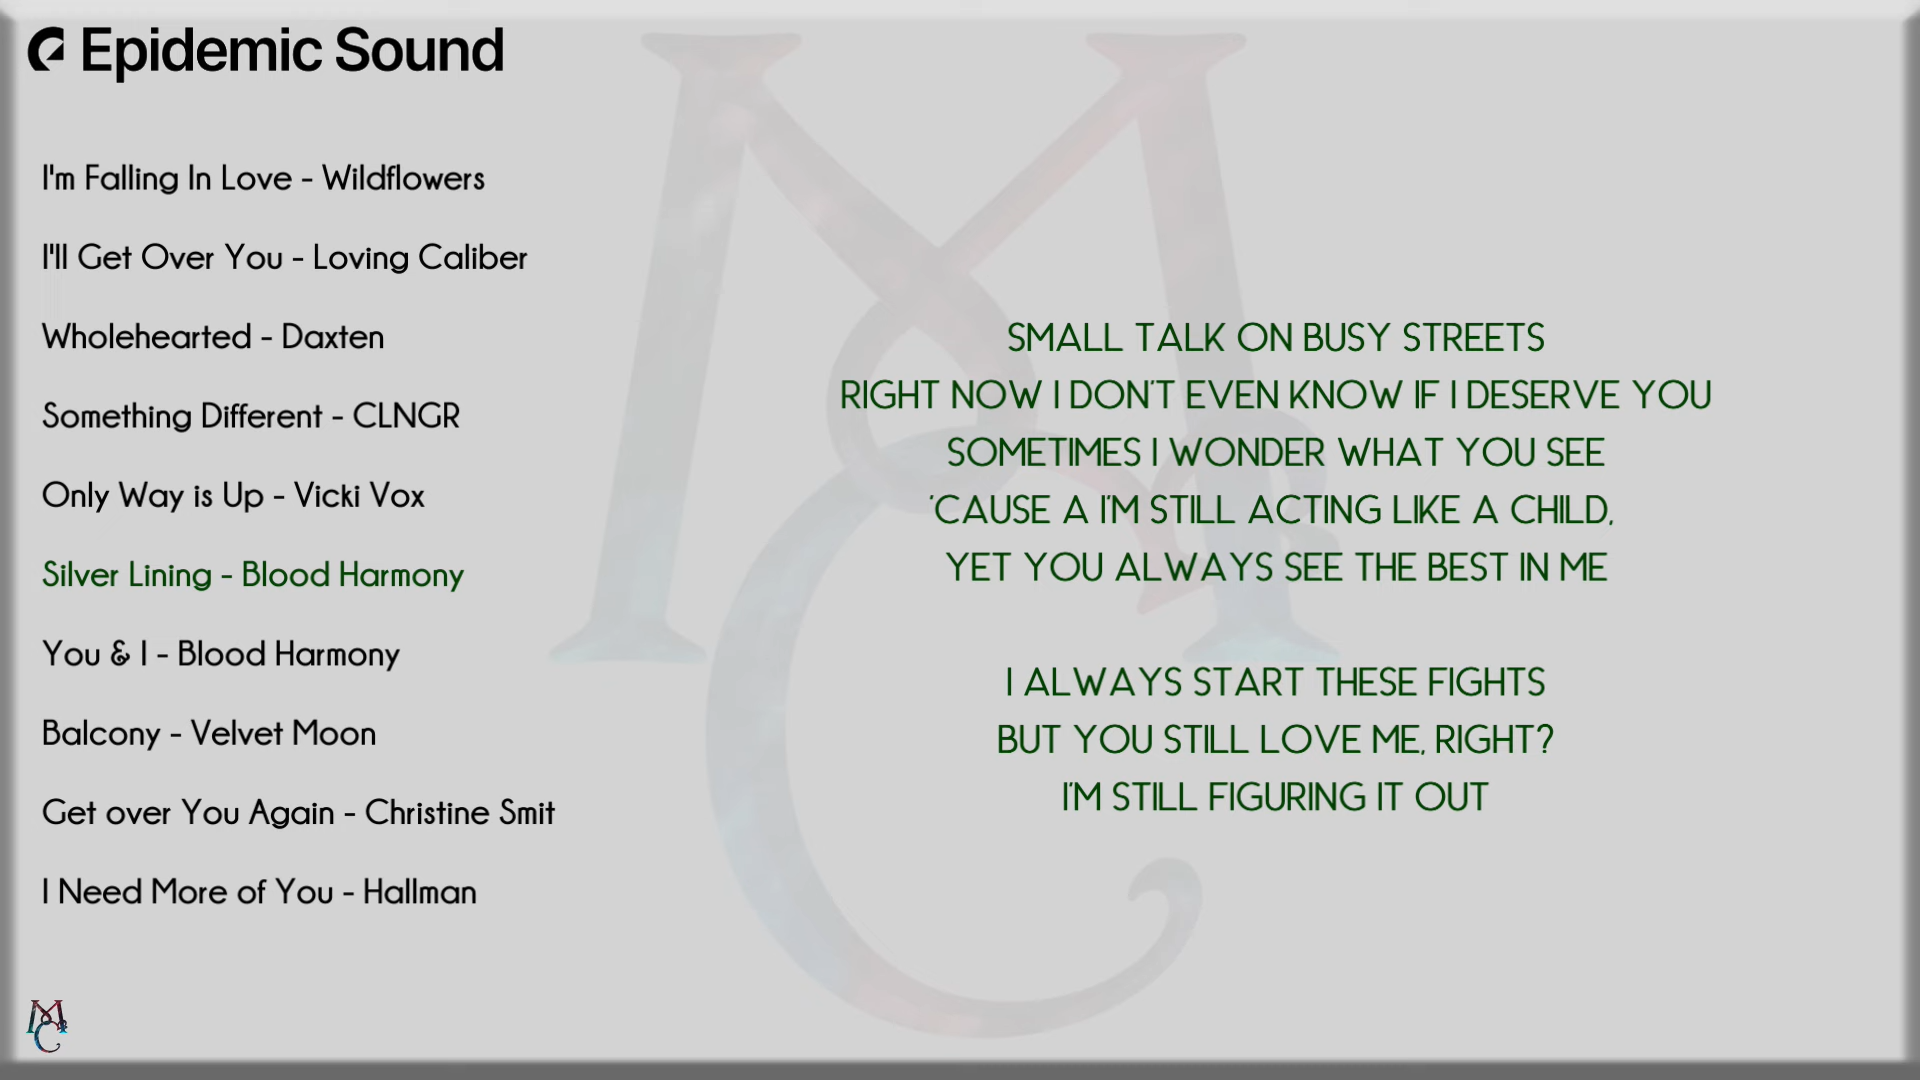 Epidemic Sound
I'm Falling In Love - Wildflowers
I'll Get Over You - Loving Caliber
Wholehearted - Daxten
Something Different - CLNGR
Only Way is Up - Vicki Vox
Silver Lining - Blood Harmony
You & I - Blood Harmony
Balcony - Velvet Moon
Get over You Again - Christine Smit
I Need More of You - Hallman
SMALL TALK ON BUSY STREETS
RIGHT NOW I DON'T EVEN KNOW IF I DESERVE YOU
SOMETIMES I WONDER WHAT YOU SEE
'CAUSE A I'M STILL ACTING LIKE A CHILD,
YET YOU ALWAYS SEE THE BEST IN ME
I ALWAYS START THESE FIGHTS
BUT YOU STILL LOVE ME, RIGHT?
I'M STILL FIGURING IT OUT
MC